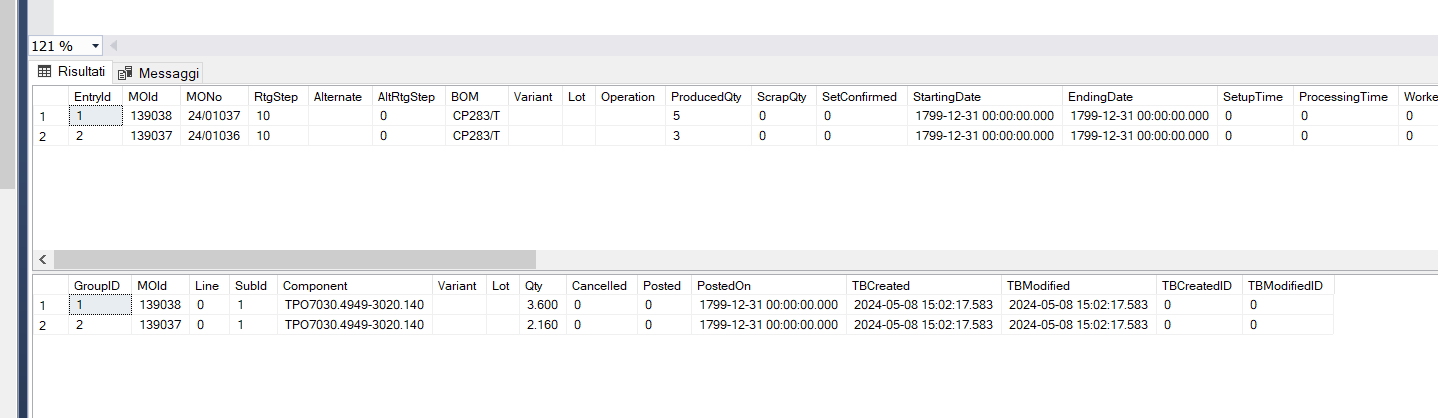 121 %
Risultati Messaggi
EntryId MOId MONo RtgStep Alternate AltRtgStep BOM Variant Lot Operation ProducedQty ScrapQty SetConfirmed StartingDate EndingDate SetupTime ProcessingTime Worke
1 1 139038 24/01037 10 0 CP283/T 5 0 0 1799-12-31 00:00:00.000 1799-12-31 00:00:00.000 0 0 0
2 2 139037 24/01036 10 0 CP283/T 3 0 0 1799-12-31 00:00:00.000 1799-12-31 00:00:00.000 0 0 0
GroupID MOId Line SubId Component Variant Lot Qty Cancelled Posted PostedOn TBCreated TBModified TBCreatedID TBModifiedID
1 1 139038 0 1 TPO7030.4949-3020.140 3.600 0 0 1799-12-31 00:00:00.000 2024-05-08 15:02:17.583 2024-05-08 15:02:17.583 0 0
2 2 139037 0 1 TPO7030.4949-3020.140 2.160 0 0 1799-12-31 00:00:00.000 2024-05-08 15:02:17.583 2024-05-08 15:02:17.583 0 0